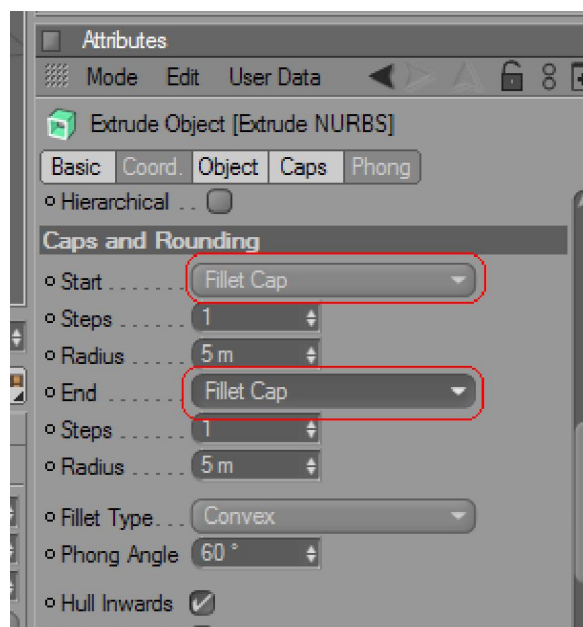 Attributes
Mode Edit User Data
Extrude Object [Extrude NURBS]
Basic Coord. Object Caps Phong
Hierarchical . .
Caps and Rounding
Start . . . . . . . Fillet Cap
Steps . . . . . . 1
Radius . . . . . 5 m
End . . . . . . . . Fillet Cap
Steps . . . . . . 1
Radius . . . . . 5 m
Fillet Type. . . Convex
Phong Angle 60 °
Hull Inwards